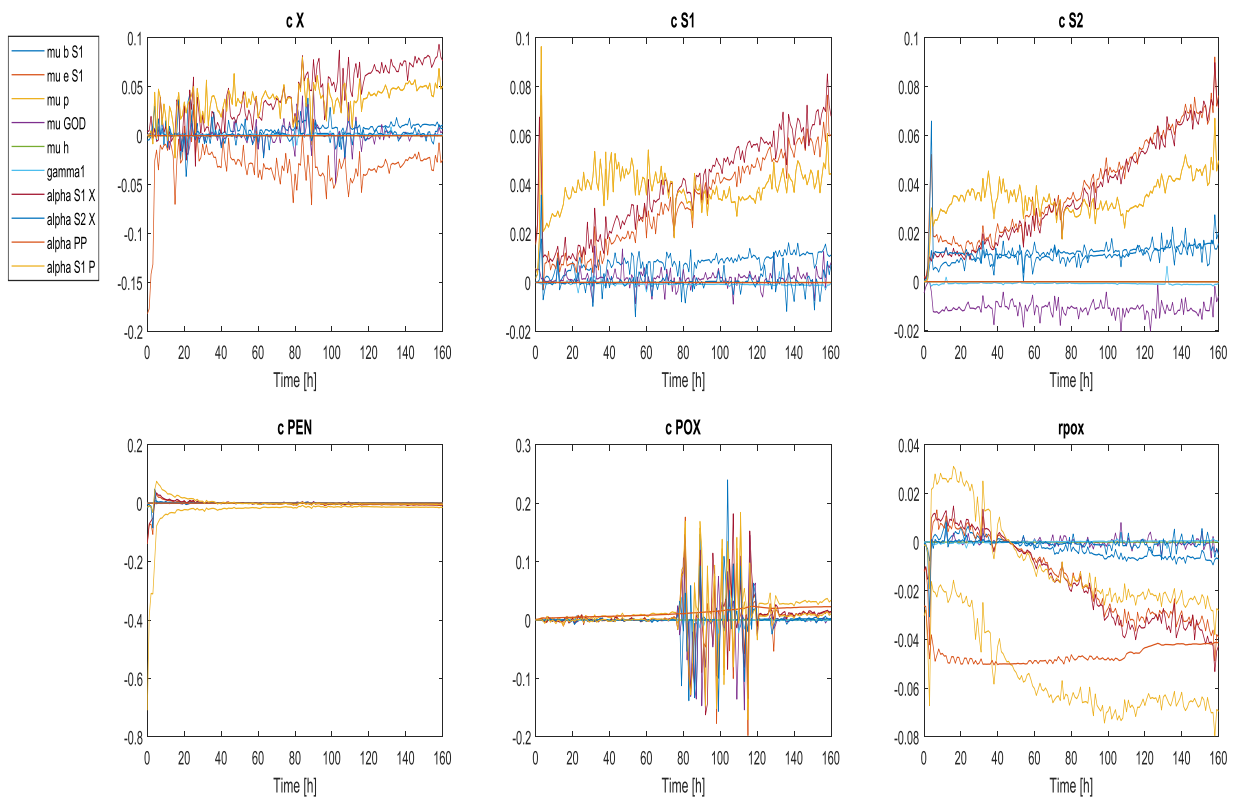 c X
c S1
c S2
mu b S1
mu e S1
mu p
mu GOD
mu h
gamma1
alpha S1 X
alpha S2 X
alpha PP
alpha S1 P
0.1
0.05
0
-0.05
-0.1
-0.15
-0.2
0 20 40 60 80 100 120 140 160
Time [h]
0.1
0.08
0.06
0.04
0.02
0
-0.02
0 20 40 60 80 100 120 140 160
Time [h]
0.1
0.08
0.06
0.04
0.02
0
-0.02
0 20 40 60 80 100 120 140 160
Time [h]
c PEN
c POX
rpox
0.2
0
-0.2
-0.4
-0.6
-0.8
0 20 40 60 80 100 120 140 160
Time [h]
0.3
0.2
0.1
0
-0.1
-0.2
0 20 40 60 80 100 120 140 160
Time [h]
0.04
0.02
0
-0.02
-0.04
-0.06
-0.08
0 20 40 60 80 100 120 140 160
Time [h]